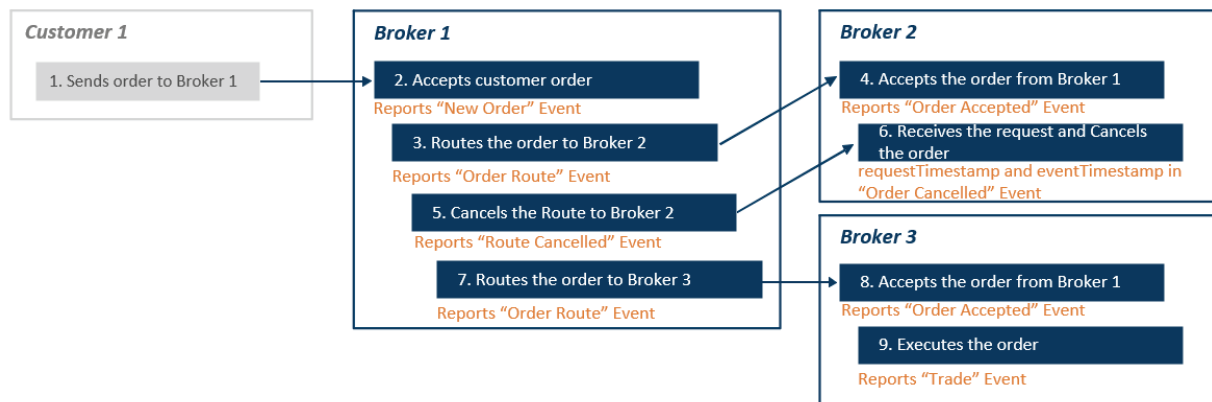 Customer 1
1. Sends order to Broker 1
Broker 1
2. Accepts customer order
Reports “New Order” Event
3. Routes the order to Broker 2
Reports “Order Route” Event
5. Cancels the Route to Broker 2
Reports “Route Cancelled” Event
7. Routes the order to Broker 3
Reports “Order Route” Event
Broker 2
4. Accepts the order from Broker 1
Reports “Order Accepted” Event
6. Receives the request and Cancels
the order
requestTimestamp and eventTimestamp in
“Order Cancelled” Event
Broker 3
8. Accepts the order from Broker 1
Reports “Order Accepted” Event
9. Executes the order
Reports “Trade” Event